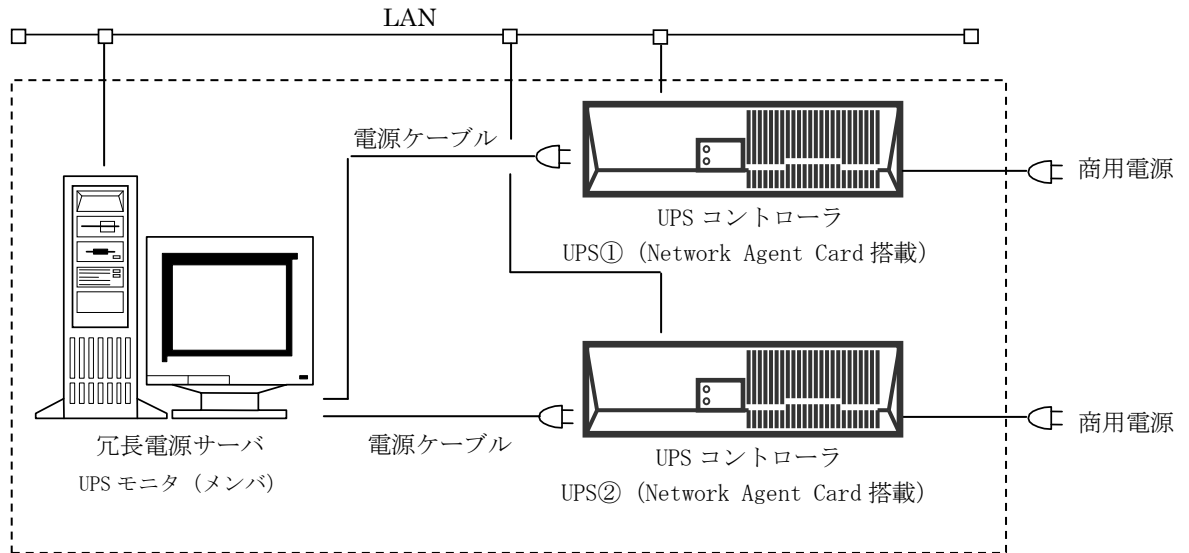 LAN
電源ケーブル
商用電源
UPS コントローラ
UPS① (Network Agent Card 搭載)
電源ケーブル
商用電源
冗長電源サーバ
UPS モニタ (メンバ)
UPS コントローラ
UPS② (Network Agent Card 搭載)